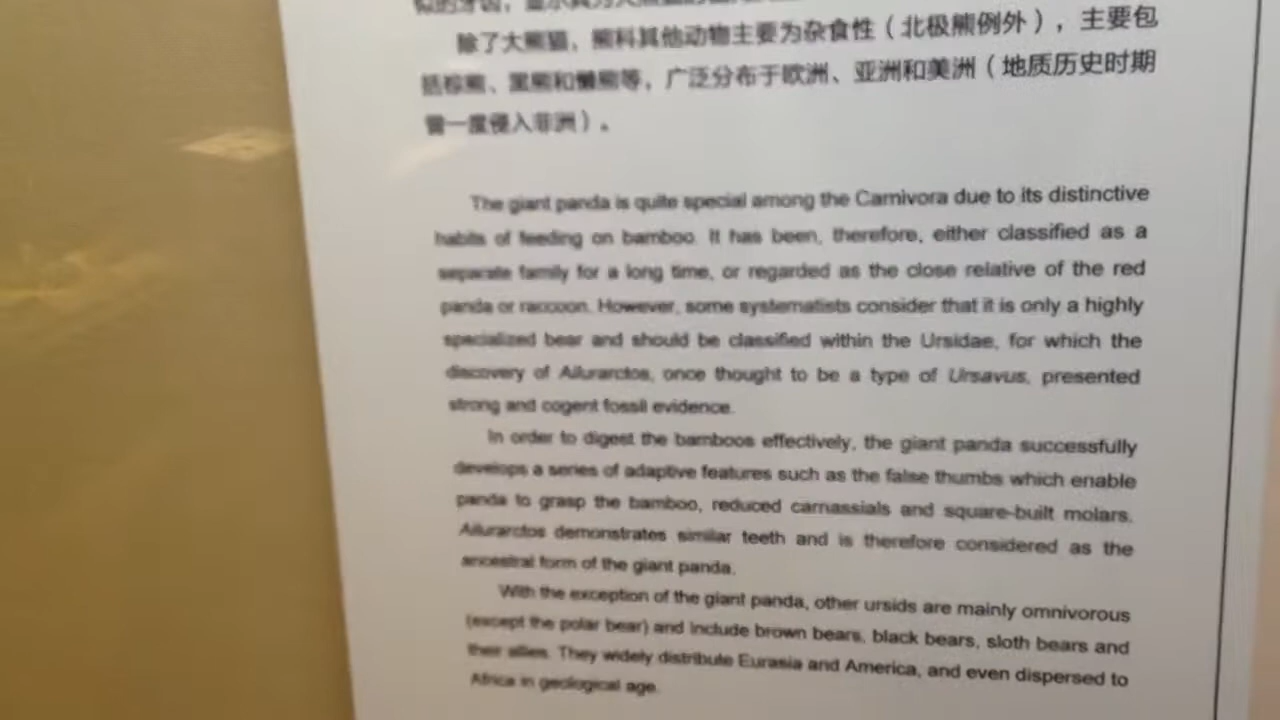 除了大熊猫，熊科其他动物主要为杂食性（北极熊例外），主要包
括棕熊、黑熊和懒熊等，广泛分布于欧洲、亚洲和美洲（地质历史时期
曾一度侵入非洲）。
The giant panda is quite special among the Carnivora due to its distinctive
habits of feeding on bamboo. It has been, therefore, either classified as a
separate family for a long time, or regarded as the close relative of the red
panda or raccoon. However, some systematists consider that it is only a highly
specialized bear and should be classified within the Ursidae, for which the
discovery of Ailurarctos, once thought to be a type of Ursavus, presented
strong and cogent fossil evidence.
In order to digest the bamboos effectively, the giant panda successfully
develops a series of adaptive features such as the false thumbs which enable
panda to grasp the bamboo, reduced carnassials and square-built molars.
Ailurarctos demonstrates similar teeth and is therefore considered as the
ancestral form of the giant panda.
With the exception of the giant panda, other ursids are mainly omnivorous
(except the polar bear) and include brown bears, black bears, sloth bears and
their allies. They widely distribute Eurasia and America, and even dispersed to
Africa in geological age.